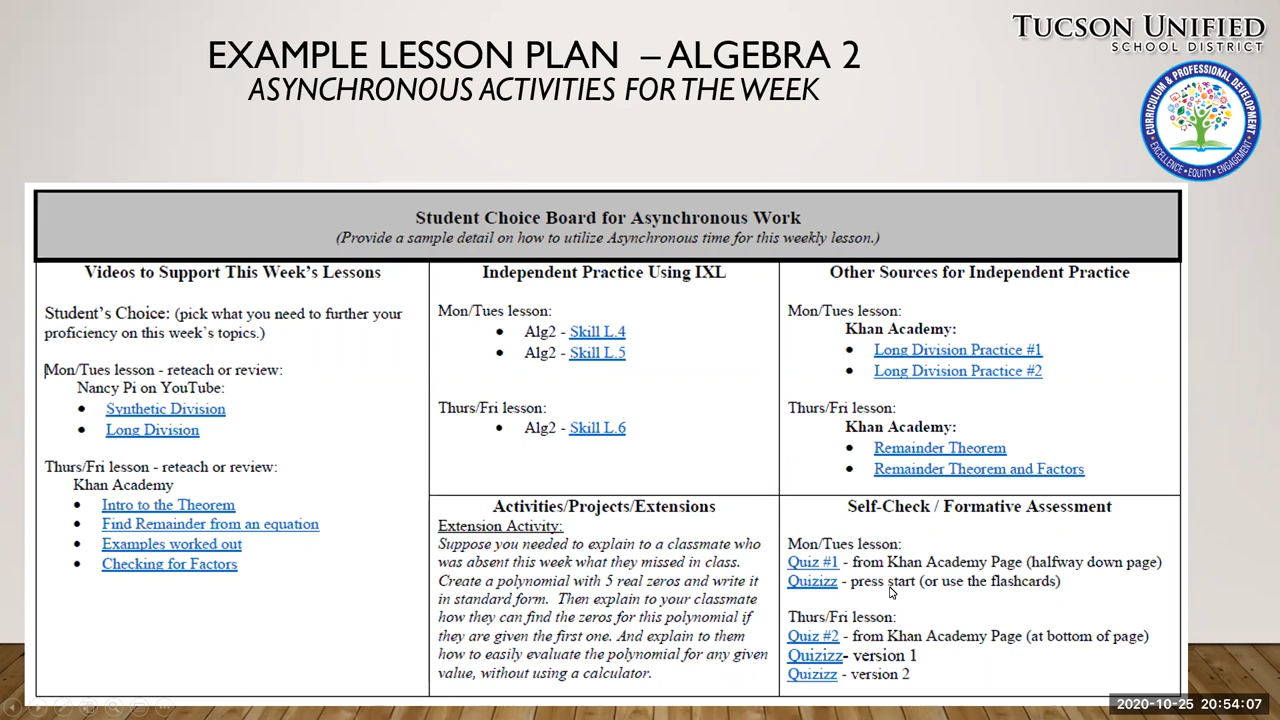 TUCSON UNIFIED
SCHOOL DISTRICT
EXAMPLE LESSON PLAN – ALGEBRA 2
ASYNCHRONOUS ACTIVITIES FOR THE WEEK
CURRICULUM & PROFESSIONAL DEVELOPMENT
EXCELLENCE · EQUITY · ENGAGEMENT
Student Choice Board for Asynchronous Work
(Provide a sample detail on how to utilize Asynchronous time for this weekly lesson.)
Videos to Support This Week's Lessons
Student's Choice: (pick what you need to further your
proficiency on this week`s topics.)
Mon/Tues lesson - reteach or review:
Nancy Pi on YouTube:
• Synthetic Division
• Long Division
Thurs/Fri lesson - reteach or review:
Khan Academy
• Intro to the Theorem
• Find Remainder from an equation
• Examples worked out
• Checking for Factors
Independent Practice Using IXL
Mon/Tues lesson:
• Alg2 - Skill L.4
• Alg2 - Skill L.5
Thurs/Fri lesson:
• Alg2 - Skill L.6
Other Sources for Independent Practice
Mon/Tues lesson:
Khan Academy:
• Long Division Practice #1
• Long Division Practice #2
Thurs/Fri lesson:
Khan Academy:
• Remainder Theorem
• Remainder Theorem and Factors
Activities/Projects/Extensions
Extension Activity:
Suppose you needed to explain to a classmate who
was absent this week what they missed in class.
Create a polynomial with 5 real zeros and write it
in standard form. Then explain to your classmate
how they can find the zeros for this polynomial if
they are given the first one. And explain to them
how to easily evaluate the polynomial for any given
value, without using a calculator.
Self-Check / Formative Assessment
Mon/Tues lesson:
Quiz #1 - from Khan Academy Page (halfway down page)
Quizizz - press start (or use the flashcards)
Thurs/Fri lesson:
Quiz #2 - from Khan Academy Page (at bottom of page)
Quizizz- version 1
Quizizz - version 2
2020-10-25 20:54:07